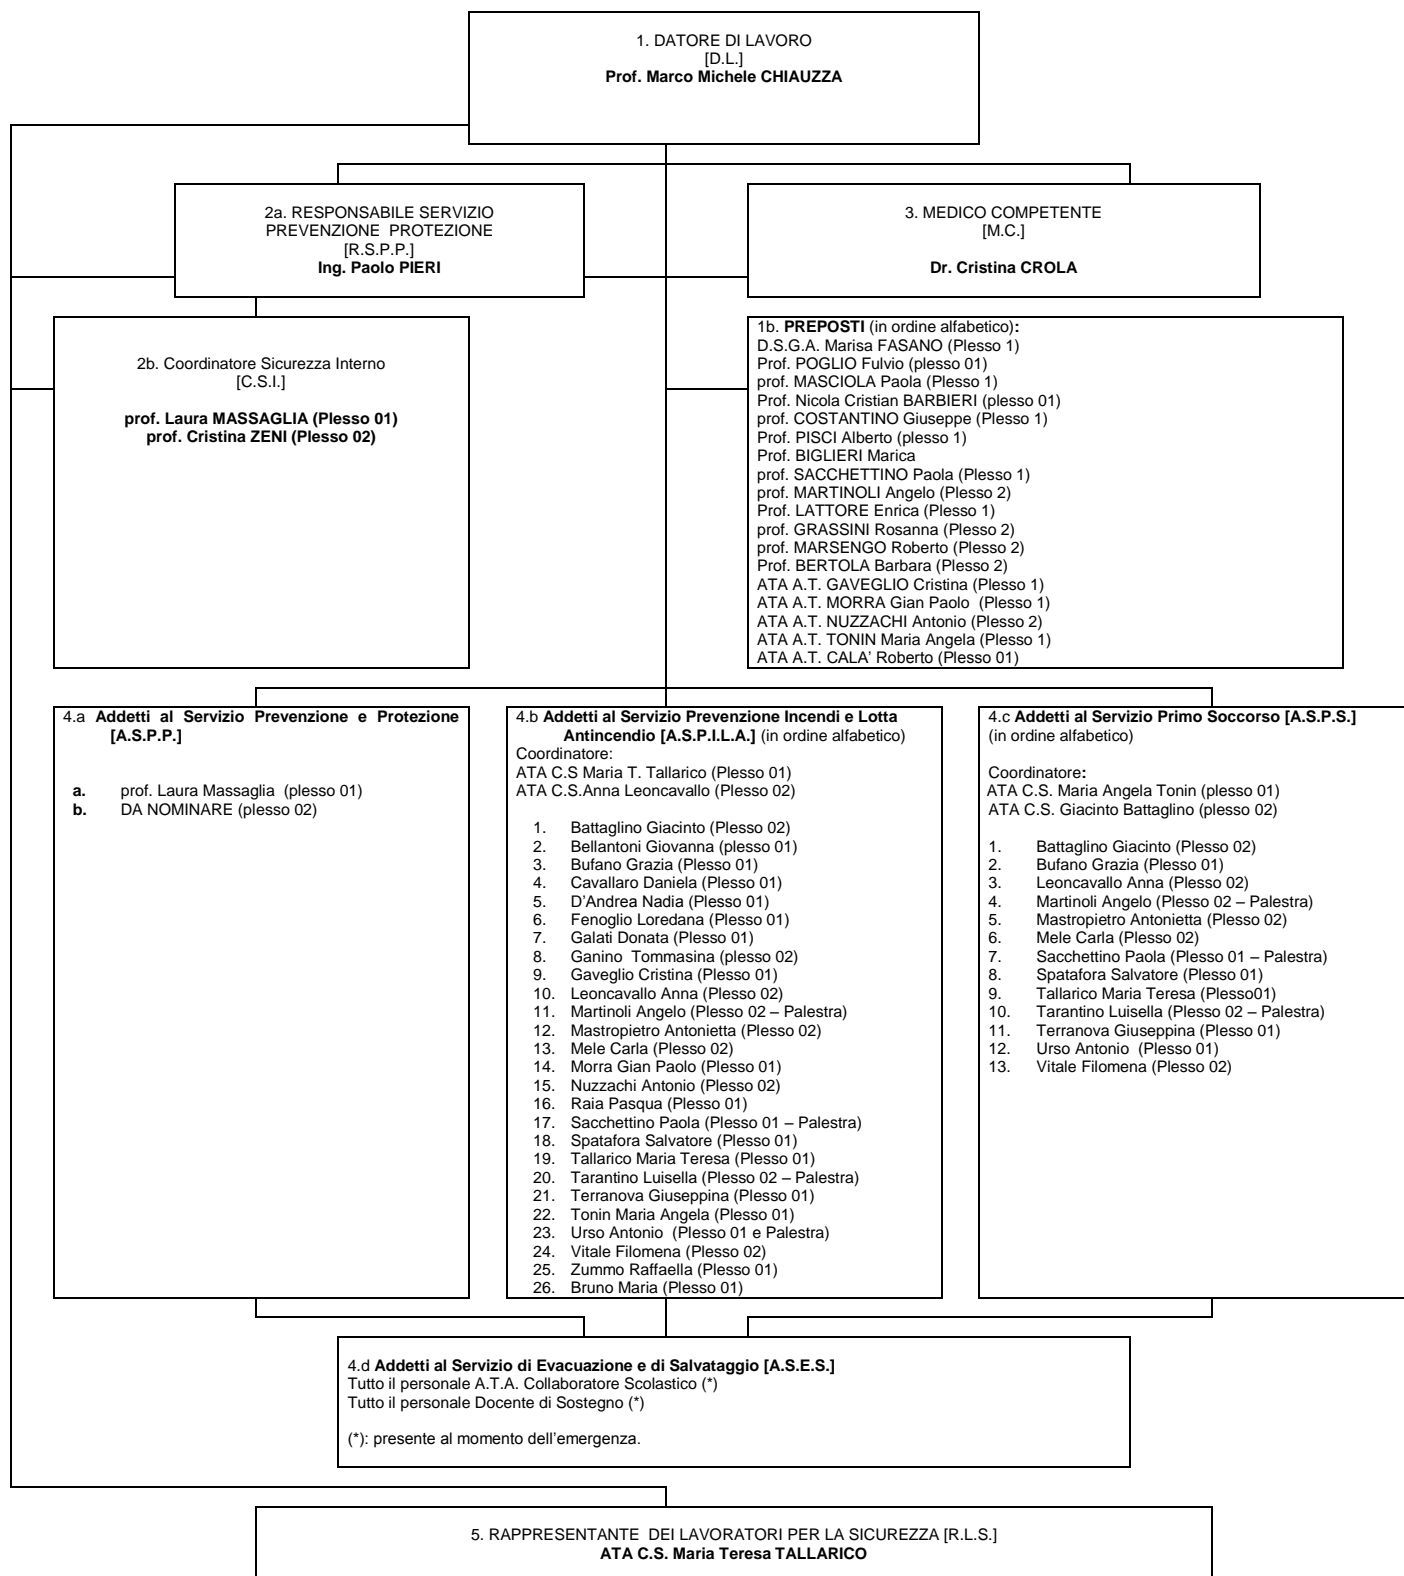 1. DATORE DI LAVORO
[D.L.]
Prof. Marco Michele CHIAUZZA
2a. RESPONSABILE SERVIZIO
PREVENZIONE PROTEZIONE
[R.S.P.P.]
Ing. Paolo PIERI
3. MEDICO COMPETENTE
[M.C.]
Dr. Cristina CROLA
2b. Coordinatore Sicurezza Interno
[C.S.I.]
prof. Laura MASSAGLIA (Plesso 01)
prof. Cristina ZENI (Plesso 02)
1b. PREPOSTI (in ordine alfabetico):
D.S.G.A. Marisa FASANO (Plesso 1)
Prof. POGLIO Fulvio (plesso 01)
prof. MASCIOLA Paola (Plesso 1)
Prof. Nicola Cristian BARBIERI (plesso 01)
prof. COSTANTINO Giuseppe (Plesso 1)
Prof. PISCI Alberto (plesso 1)
Prof. BIGLIERI Marica
prof. SACCHETTINO Paola (Plesso 1)
prof. MARTINOLI Angelo (Plesso 2)
Prof. LATTORE Enrica (Plesso 1)
prof. GRASSINI Rosanna (Plesso 2)
prof. MARSENGO Roberto (Plesso 2)
Prof. BERTOLA Barbara (Plesso 2)
ATA A.T. GAVEGLIO Cristina (Plesso 1)
ATA A.T. MORRA Gian Paolo (Plesso 1)
ATA A.T. NUZZACHI Antonio (Plesso 2)
ATA A.T. TONIN Maria Angela (Plesso 1)
ATA A.T. CALA' Roberto (Plesso 01)
4.a Addetti al Servizio Prevenzione e Protezione
[A.S.P.P.]
a. prof. Laura Massaglia (plesso 01)
b. DA NOMINARE (plesso 02)
4.b Addetti al Servizio Prevenzione Incendi e Lotta
Antincendio [A.S.P.I.L.A.] (in ordine alfabetico)
Coordinatore:
ATA C.S Maria T. Tallarico (Plesso 01)
ATA C.S.Anna Leoncavallo (Plesso 02)
1. Battaglino Giacinto (Plesso 02)
2. Bellantoni Giovanna (plesso 01)
3. Bufano Grazia (Plesso 01)
4. Cavallaro Daniela (Plesso 01)
5. D'Andrea Nadia (Plesso 01)
6. Fenoglio Loredana (Plesso 01)
7. Galati Donata (Plesso 01)
8. Ganino Tommasina (plesso 02)
9. Gaveglio Cristina (Plesso 01)
10. Leoncavallo Anna (Plesso 02)
11. Martinoli Angelo (Plesso 02 – Palestra)
12. Mastropietro Antonietta (Plesso 02)
13. Mele Carla (Plesso 02)
14. Morra Gian Paolo (Plesso 01)
15. Nuzzachi Antonio (Plesso 02)
16. Raia Pasqua (Plesso 01)
17. Sacchettino Paola (Plesso 01 – Palestra)
18. Spatafora Salvatore (Plesso 01)
19. Tallarico Maria Teresa (Plesso 01)
20. Tarantino Luisella (Plesso 02 – Palestra)
21. Terranova Giuseppina (Plesso 01)
22. Tonin Maria Angela (Plesso 01)
23. Urso Antonio (Plesso 01 e Palestra)
24. Vitale Filomena (Plesso 02)
25. Zummo Raffaella (Plesso 01)
26. Bruno Maria (Plesso 01)
4.c Addetti al Servizio Primo Soccorso [A.S.P.S.]
(in ordine alfabetico)
Coordinatore:
ATA C.S. Maria Angela Tonin (plesso 01)
ATA C.S. Giacinto Battaglino (plesso 02)
1. Battaglino Giacinto (Plesso 02)
2. Bufano Grazia (Plesso 01)
3. Leoncavallo Anna (Plesso 02)
4. Martinoli Angelo (Plesso 02 – Palestra)
5. Mastropietro Antonietta (Plesso 02)
6. Mele Carla (Plesso 02)
7. Sacchettino Paola (Plesso 01 – Palestra)
8. Spatafora Salvatore (Plesso 01)
9. Tallarico Maria Teresa (Plesso01)
10. Tarantino Luisella (Plesso 02 – Palestra)
11. Terranova Giuseppina (Plesso 01)
12. Urso Antonio (Plesso 01)
13. Vitale Filomena (Plesso 02)
4.d Addetti al Servizio di Evacuazione e di Salvataggio [A.S.E.S.]
Tutto il personale A.T.A. Collaboratore Scolastico (*)
Tutto il personale Docente di Sostegno (*)
(*): presente al momento dell'emergenza.
5. RAPPRESENTANTE DEI LAVORATORI PER LA SICUREZZA [R.L.S.]
ATA C.S. Maria Teresa TALLARICO